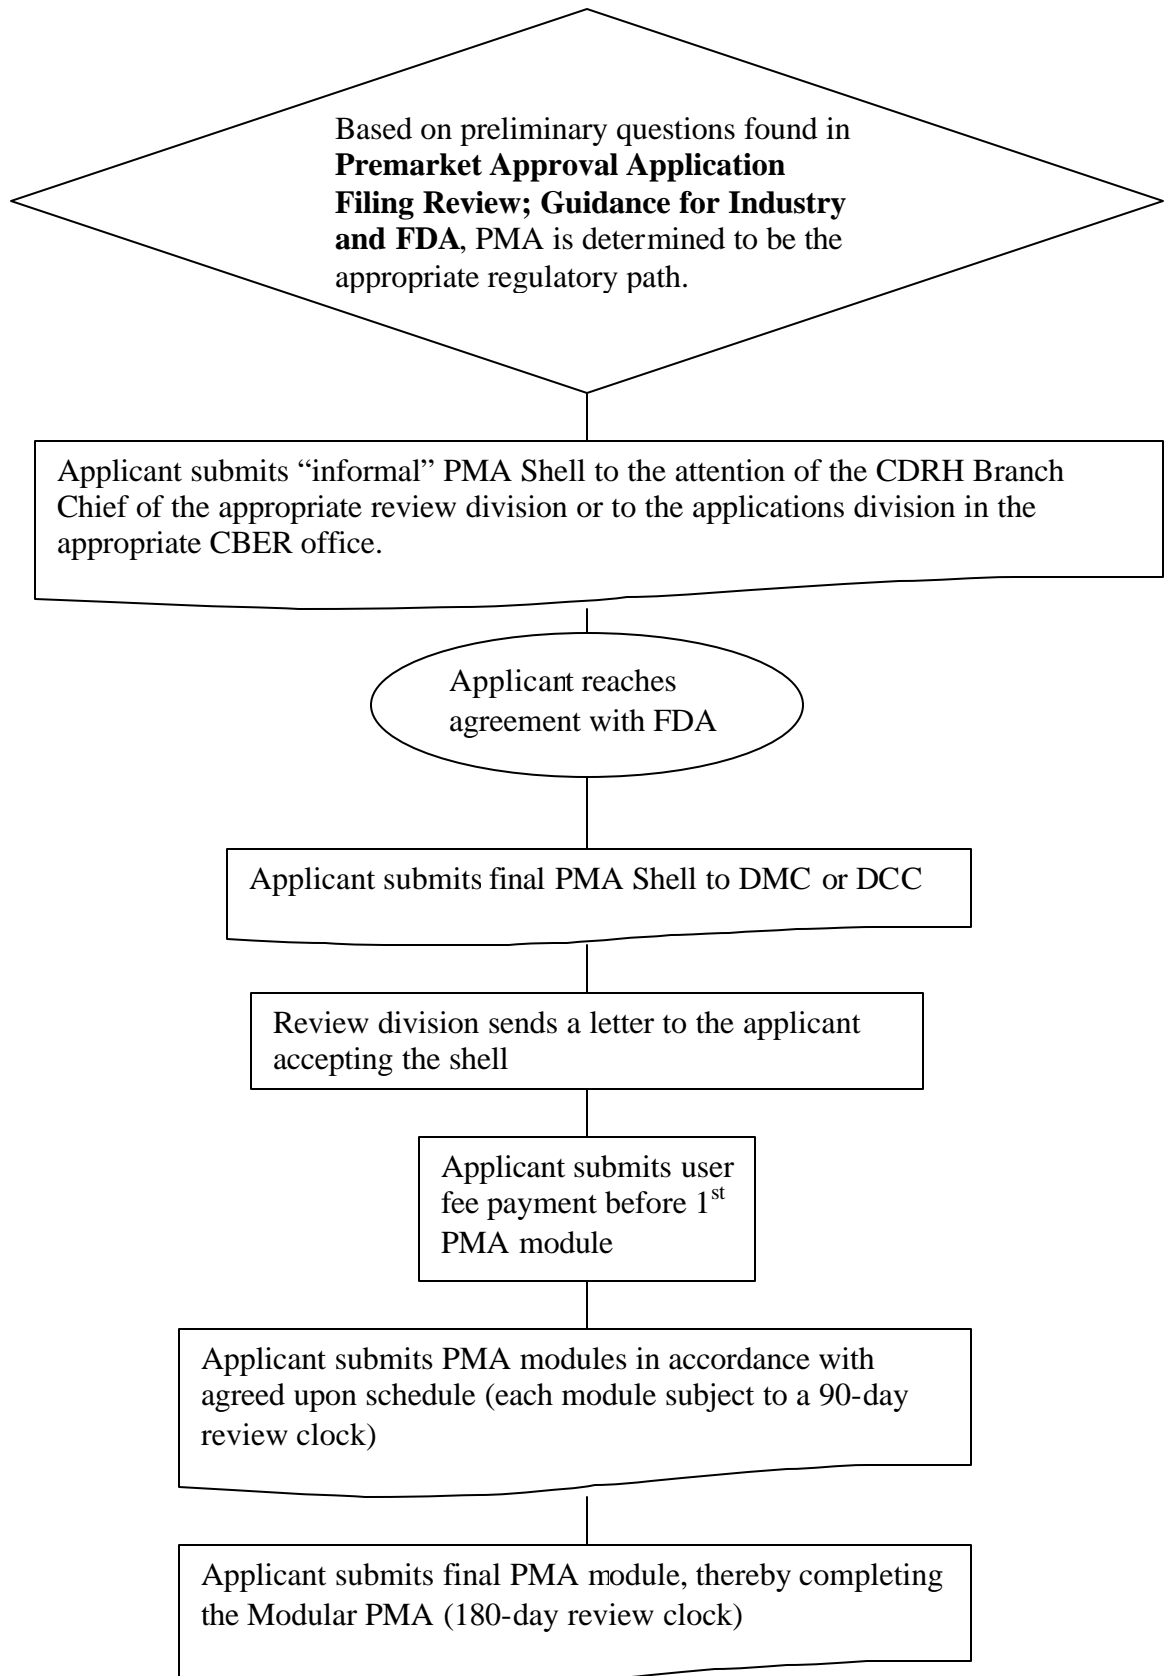 Based on preliminary questions found in
Premarket Approval Application
Filing Review; Guidance for Industry
and FDA, PMA is determined to be the
appropriate regulatory path.
Applicant submits “informal” PMA Shell to the attention of the CDRH Branch
Chief of the appropriate review division or to the applications division in the
appropriate CBER office.
Applicant reaches
agreement with FDA
Applicant submits final PMA Shell to DMC or DCC
Review division sends a letter to the applicant
accepting the shell
Applicant submits user
fee payment before 1st
PMA module
Applicant submits PMA modules in accordance with
agreed upon schedule (each module subject to a 90-day
review clock)
Applicant submits final PMA module, thereby completing
the Modular PMA (180-day review clock)